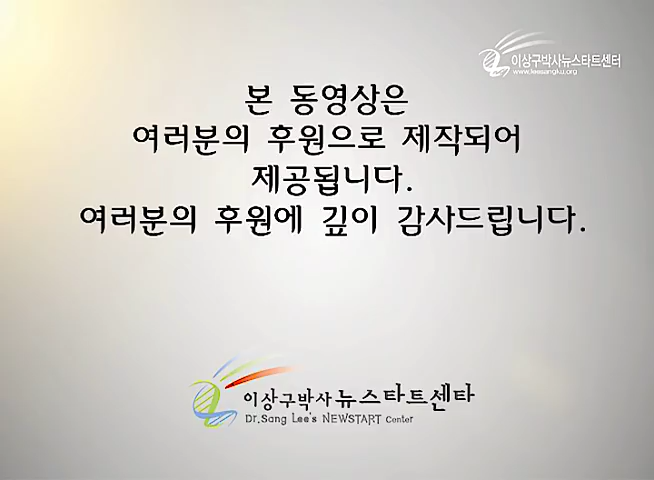 이상구박사뉴스타트센터
www.leesangku.org
본 동영상은
여러분의 후원으로 제작되어
제공됩니다.
여러분의 후원에 깊이 감사드립니다.
이상구박사 뉴스타트센타
Dr.Sang Lee's NEWSTART Center